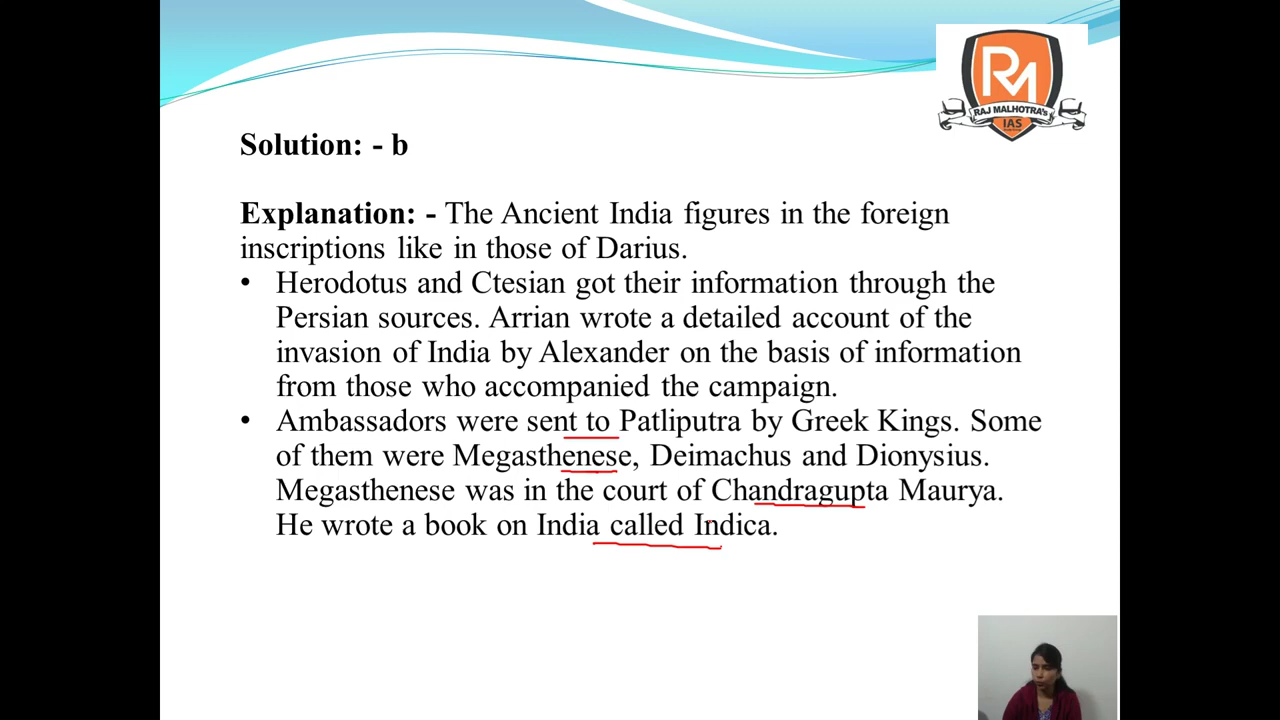 RM
RAJ MALHOTRA's
IAS
Solution: - b
Explanation: - The Ancient India figures in the foreign
inscriptions like in those of Darius.
• Herodotus and Ctesian got their information through the
Persian sources. Arrian wrote a detailed account of the
invasion of India by Alexander on the basis of information
from those who accompanied the campaign.
• Ambassadors were sent to Patliputra by Greek Kings. Some
of them were Megasthenese, Deimachus and Dionysius.
Megasthenese was in the court of Chandragupta Maurya.
He wrote a book on India called Indica.